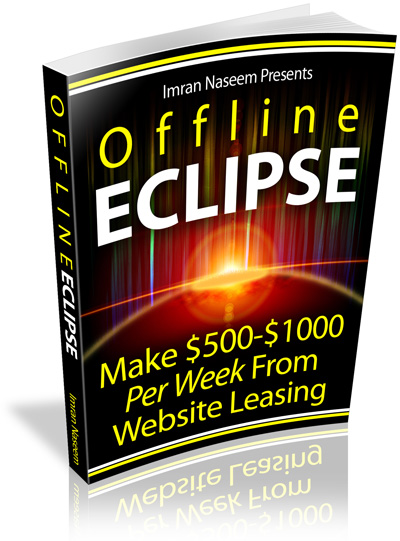 Imran Naseem Presents
Offline
ECLIPSE
Make $500-$1000
Per Week From
Website Leasing
OFFLINE ECLIPSE
Imran Naseem